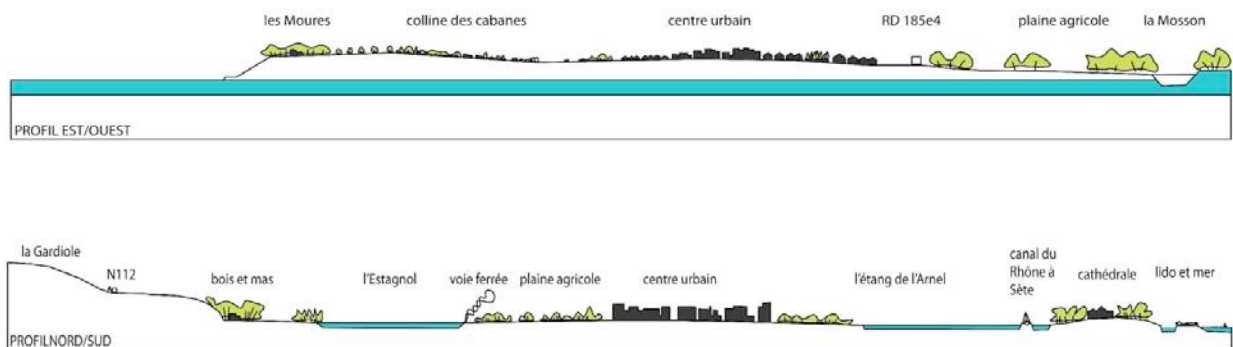 les Moures colline des cabanes centre urbain RD 185e4 plaine agricole la Mosson
PROFIL EST/OUEST
la Gardiole
N112
bois et mas
l'Estagnol
voie ferrée
plaine agricole
centre urbain
l'étang de l'Arnel
canal du
Rhône à
Sète
cathédrale
lido et mer
PROFILNORD/SUD